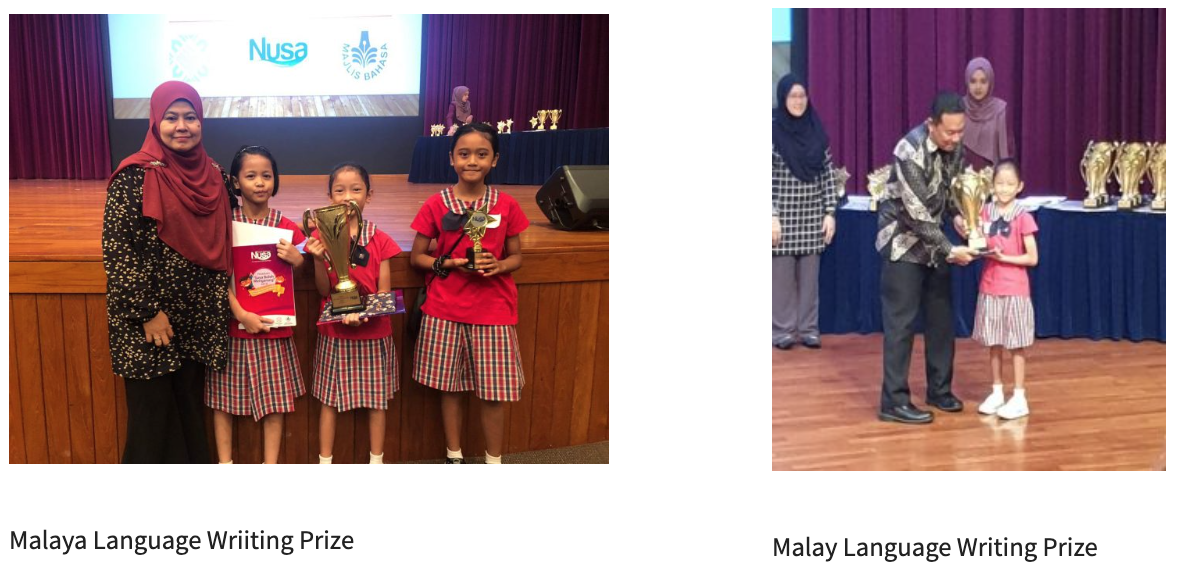 Nusa
MAJLIS BAHASA
Nusa
Malaya Language Wriiting Prize
Malay Language Writing Prize